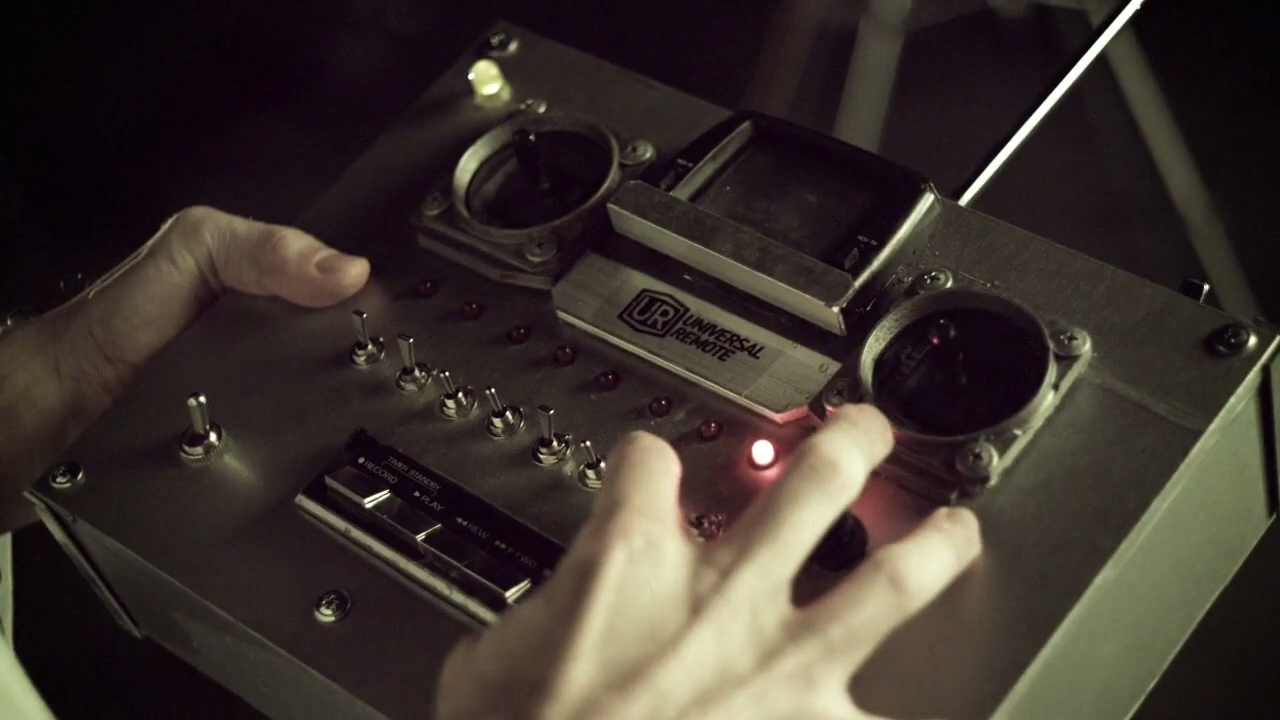 UR UNIVERSAL
REMOTE
TIMER STANDBY
●RECORD
▶PLAY
◀◀REW
▶▶F FWD